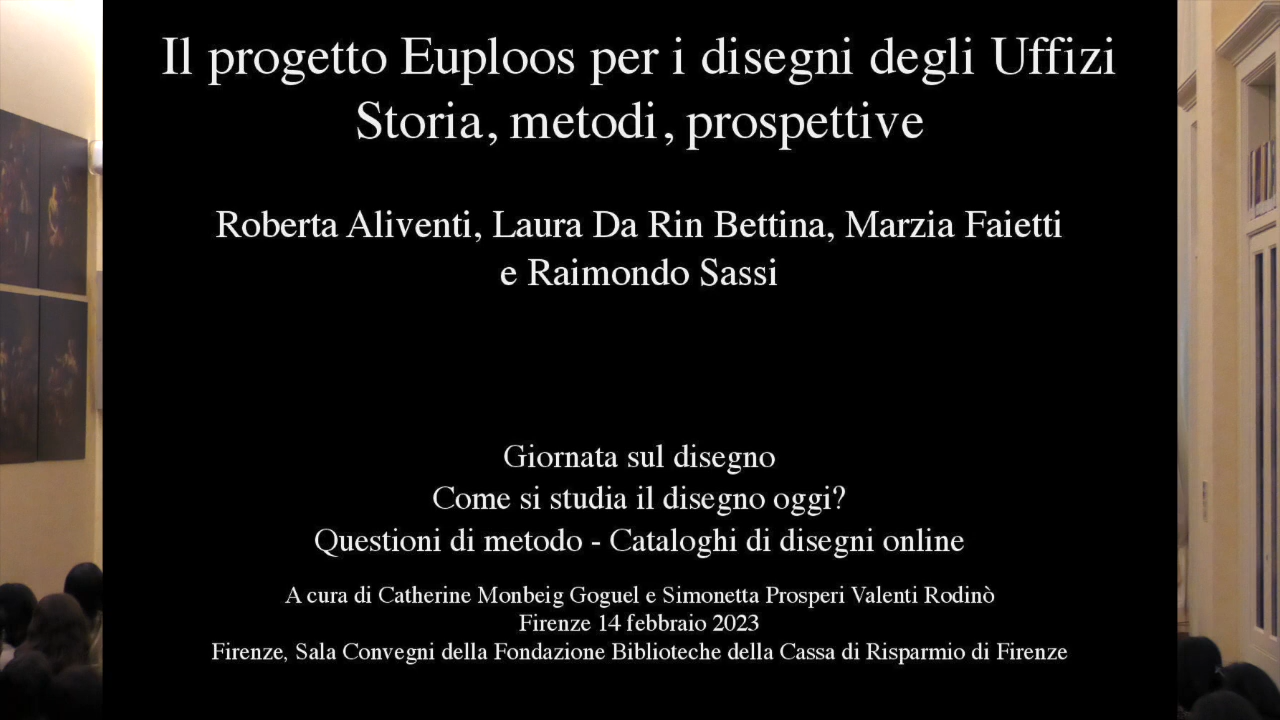 Il progetto Euploos per i disegni degli Uffizi
Storia, metodi, prospettive
Roberta Aliventi, Laura Da Rin Bettina, Marzia Faietti
e Raimondo Sassi
Giornata sul disegno
Come si studia il disegno oggi?
Questioni di metodo - Cataloghi di disegni online
A cura di Catherine Monbeig Goguel e Simonetta Prosperi Valenti Rodinò
Firenze 14 febbraio 2023
Firenze, Sala Convegni della Fondazione Biblioteche della Cassa di Risparmio di Firenze